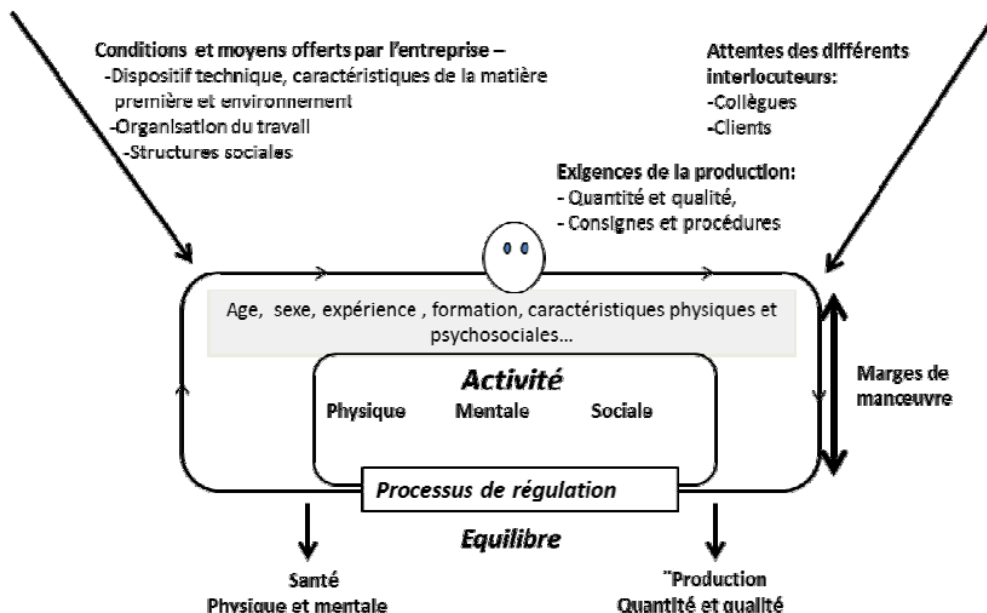 Conditions et moyens offerts par l'entreprise –
-Dispositif technique, caractéristiques de la matière
première et environnement
-Organisation du travail
-Structures sociales
Attentes des différents
interlocuteurs:
-Collègues
-Clients
Exigences de la production:
- Quantité et qualité,
- Consignes et procédures
Age, sexe, expérience , formation, caractéristiques physiques et
psychosociales...
Activité
Physique Mentale Sociale
Marges de
manœuvre
Processus de régulation
Equilibre
Santé
Physique et mentale
¨Production
Quantité et qualité